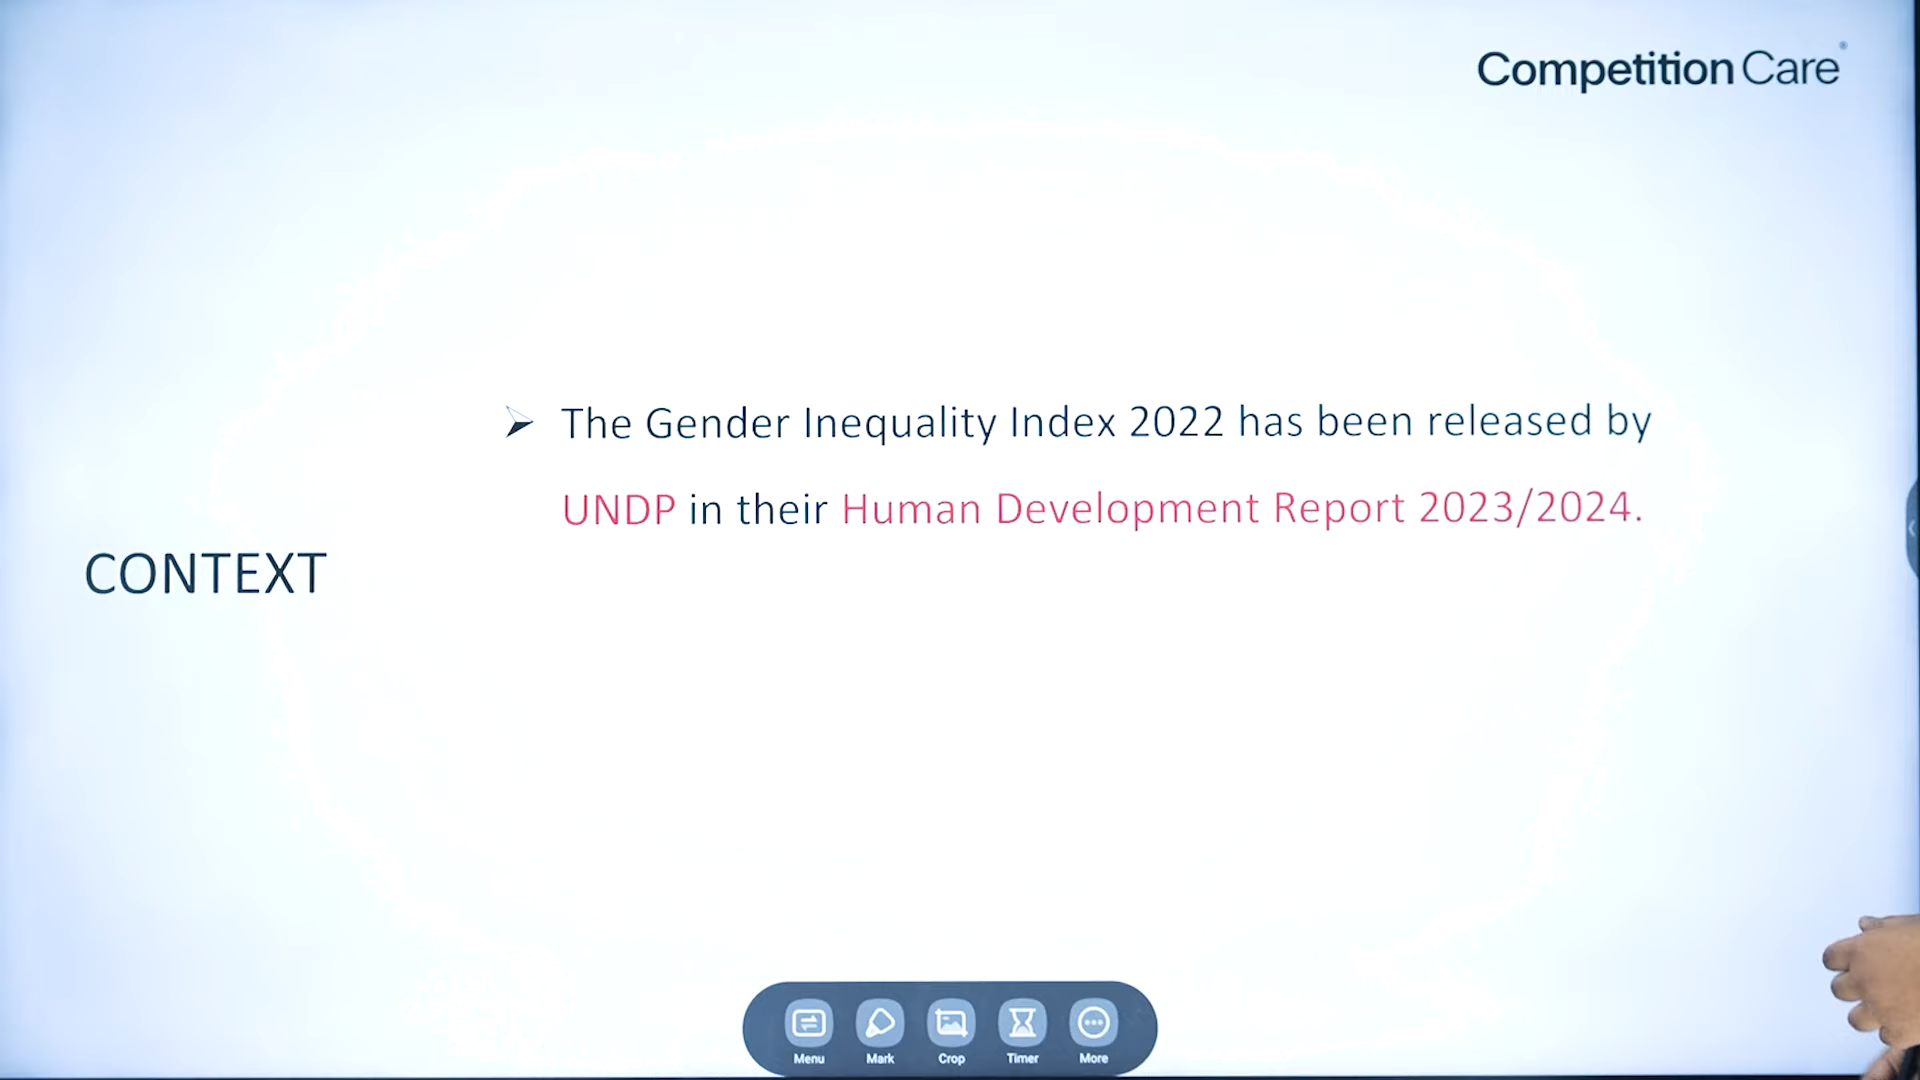 Competition Care
The Gender Inequality Index 2022 has been released by
UNDP in their Human Development Report 2023/2024.
CONTEXT
Menu
Mark
Crop
Timer
More